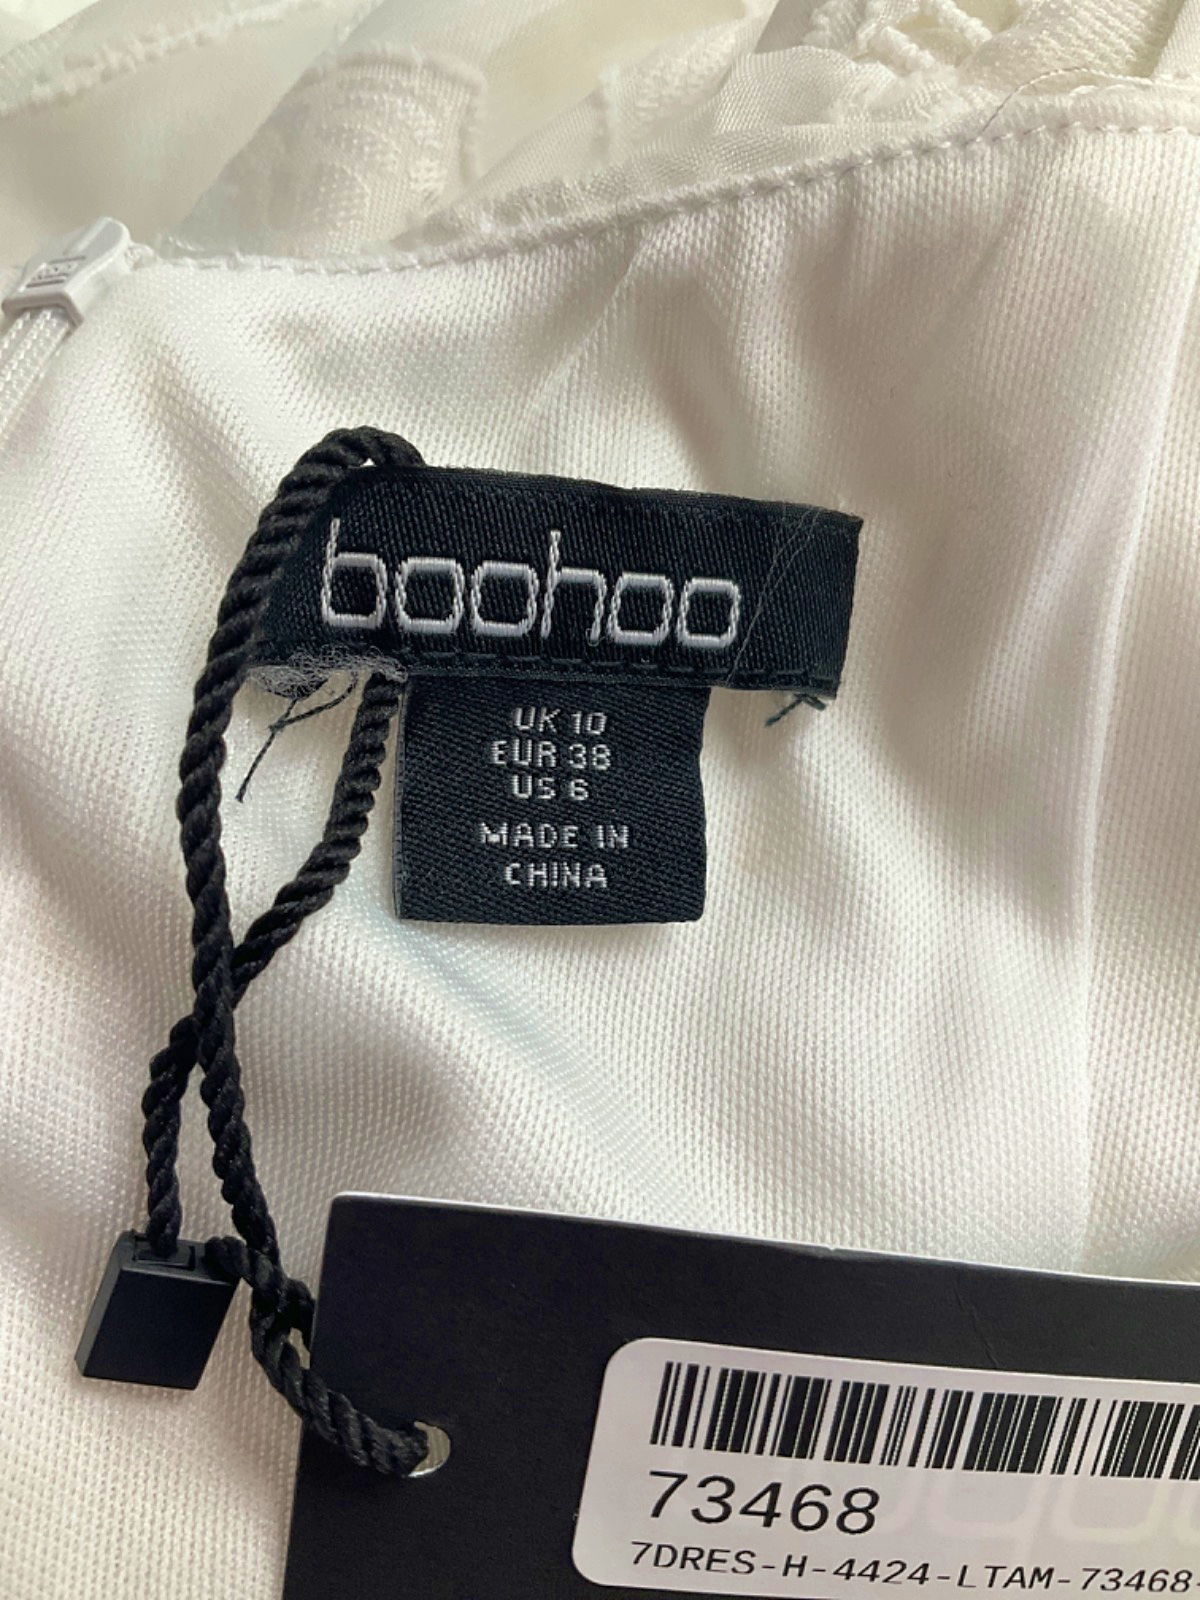 boohoo
UK 10
EUR 38
US 6
MADE IN
CHINA
73468
7DRES-H-4424-LTAM-73468-